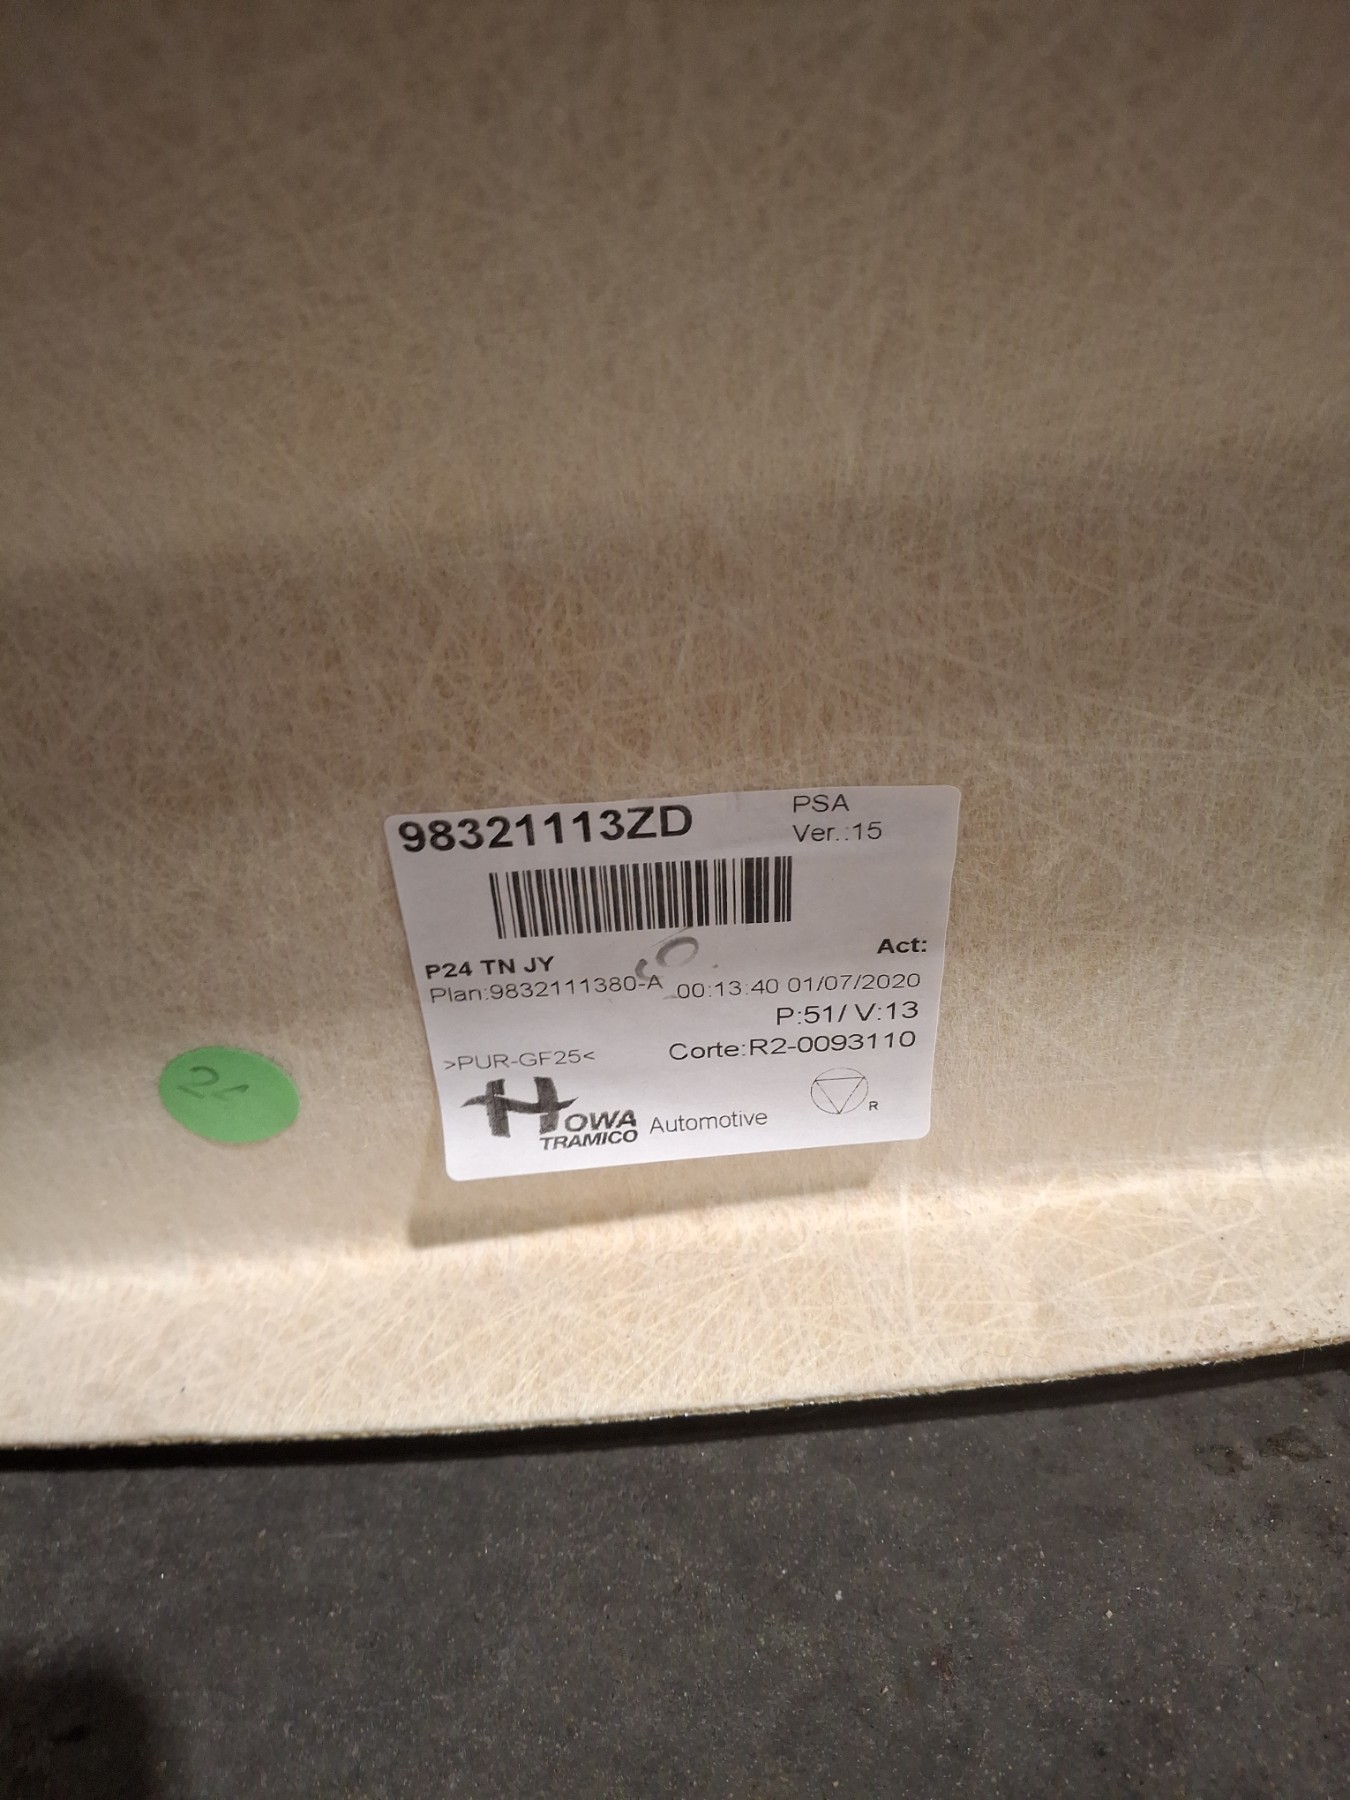 98321113ZD
PSA
Ver.:15
P24 TN JY
Act:
Plan:9832111380-A 00:13:40 01/07/2020
P:51/ V:13
>PUR-GF25<
Corte:R2-0093110
HOWA
TRAMICO
Automotive
R